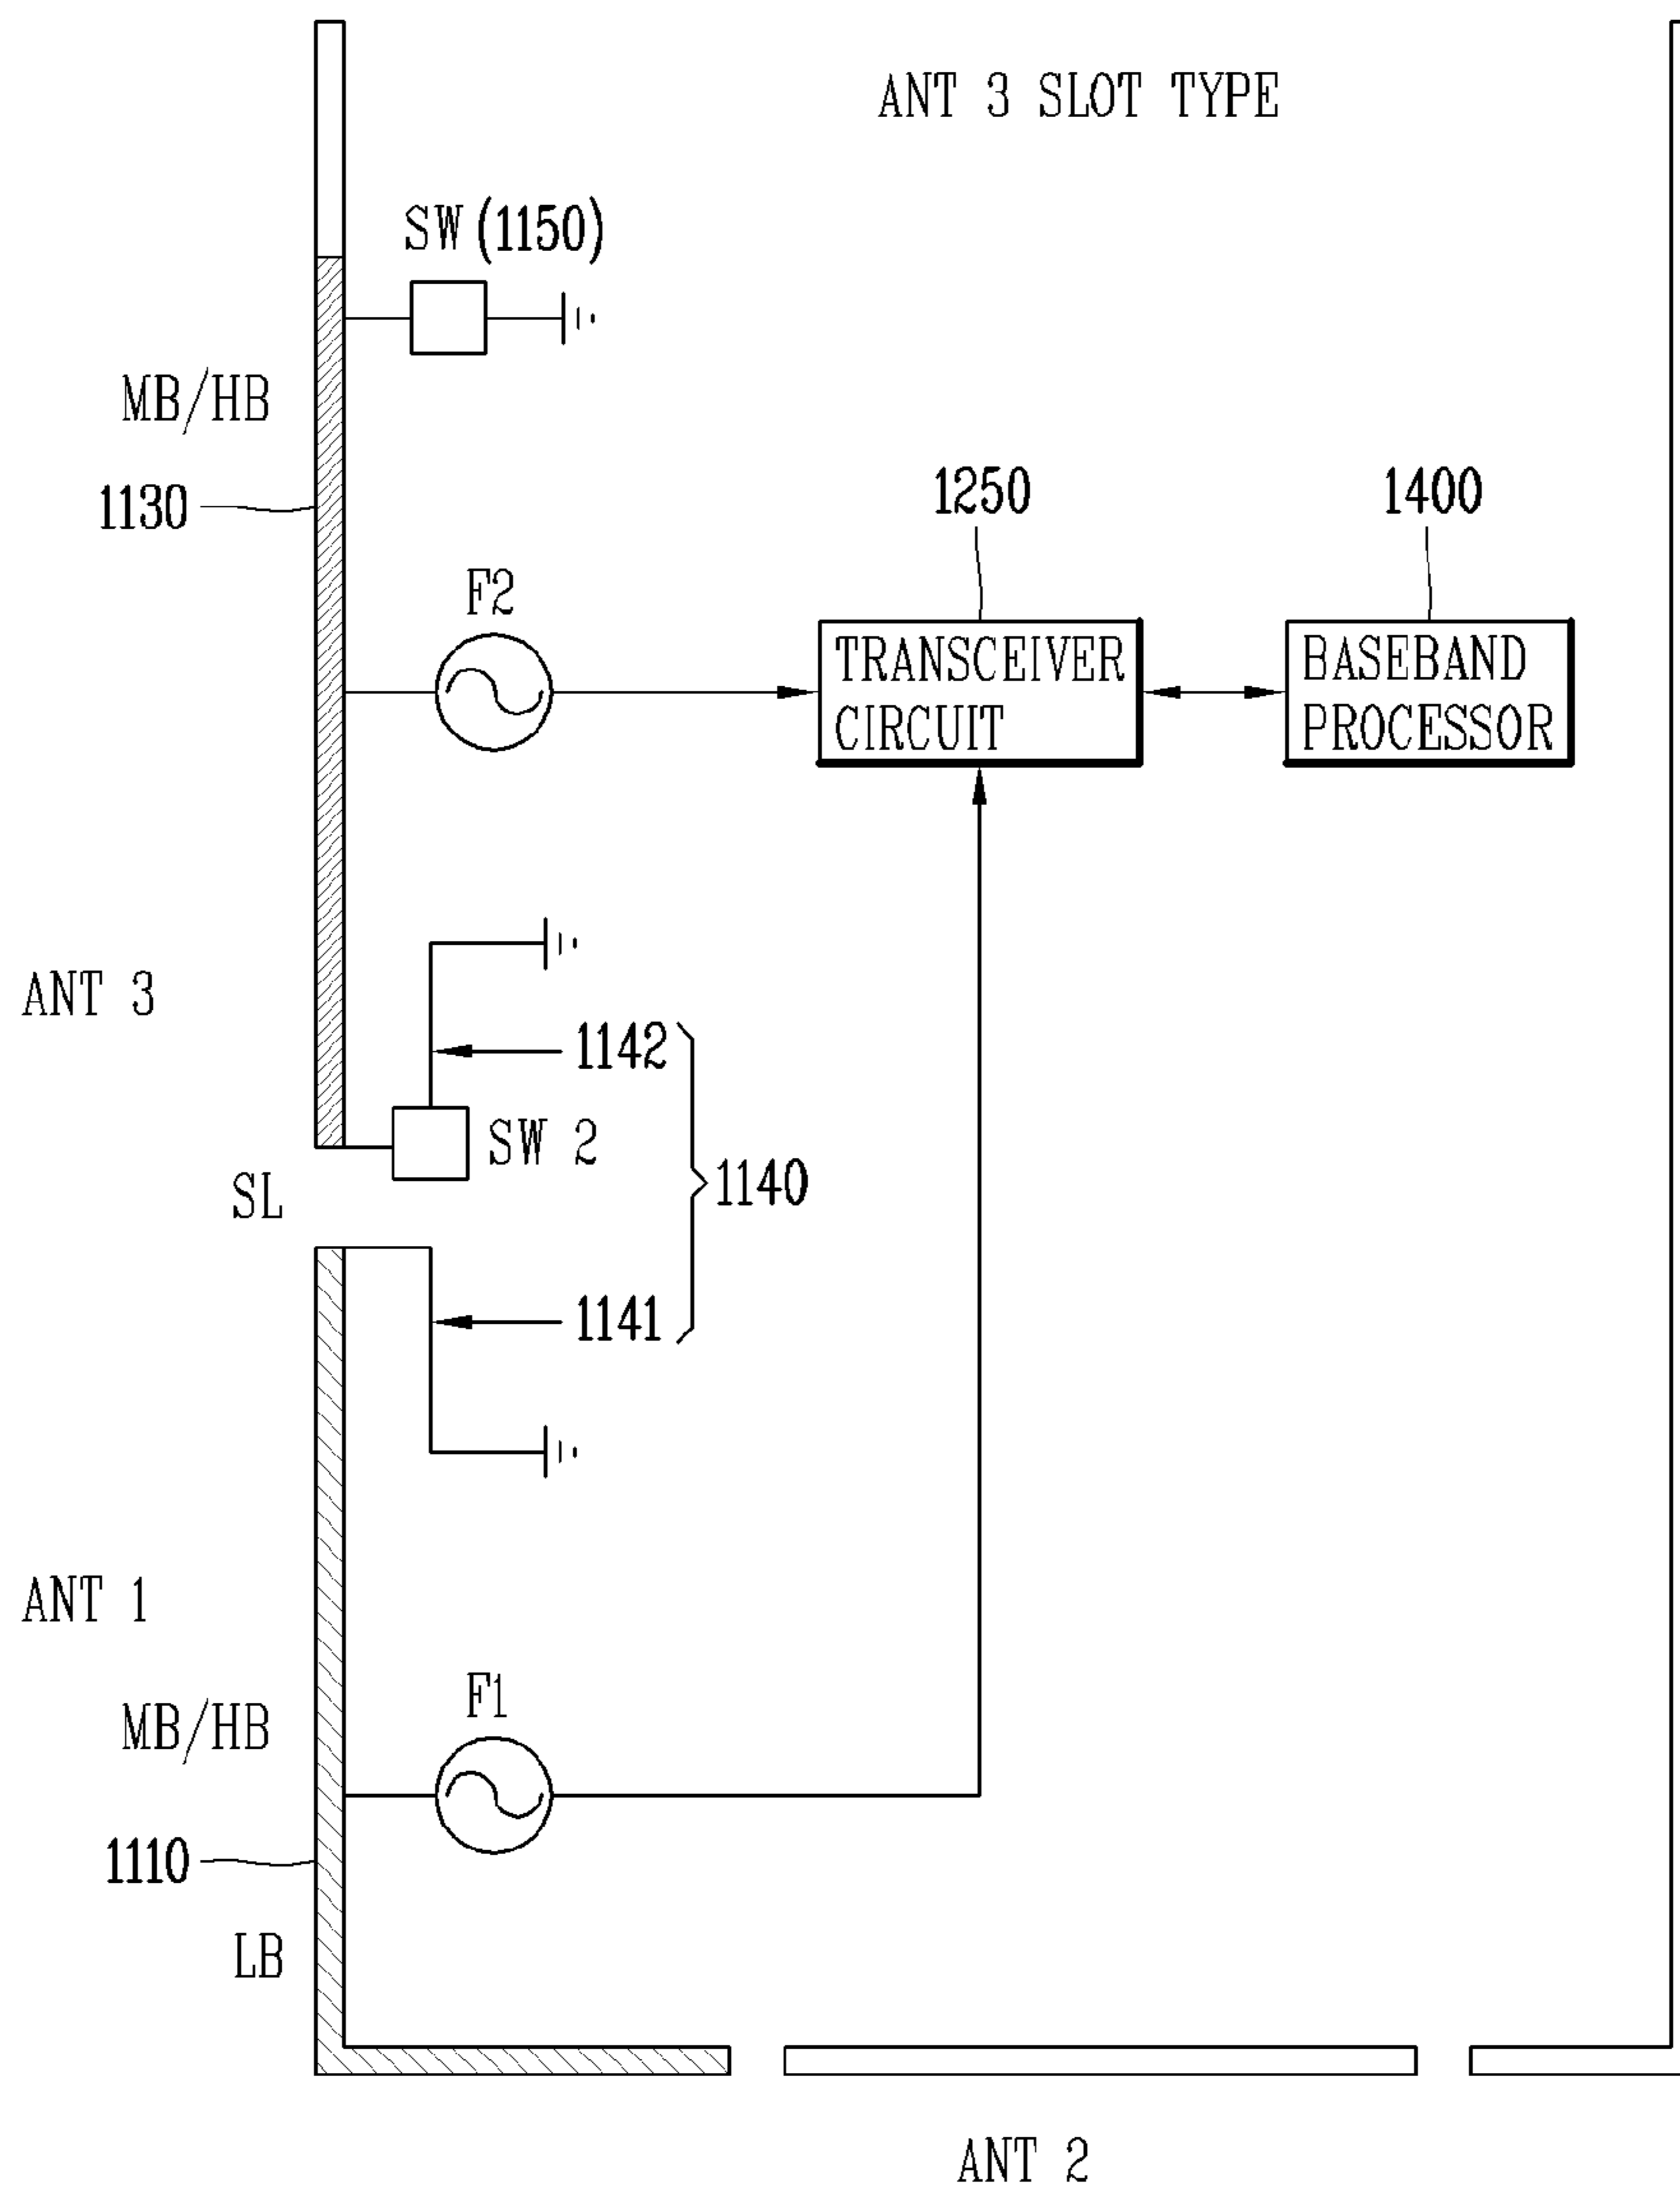 ANT 3 SLOT TYPE
SW (1150)
MB/HB
1130
1250
1400
F2
TRANSCEIVER
CIRCUIT
BASEBAND
PROCESSOR
ANT 3
1142
SW 2
1140
SL
1141
ANT 1
F1
MB/HB
1110
LB
ANT 2